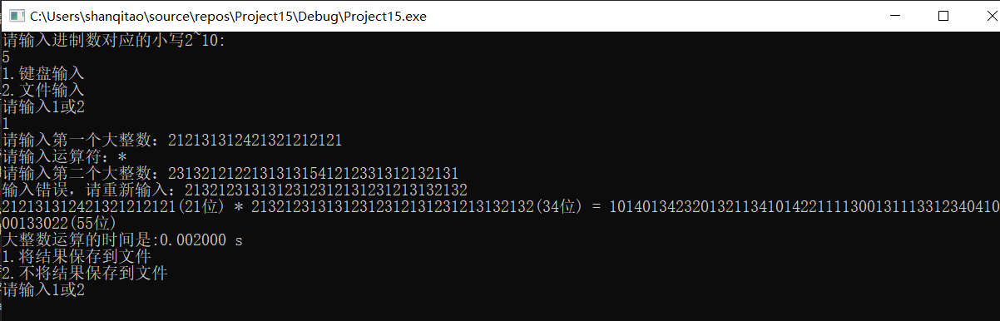 C:\Users\shanqitao\source\repos\Project15\Debug\Project15.exe
请输入进制数对应的小写2~10:
5
1.键盘输入
2.文件输入
请输入1或2
1
请输入第一个大整数：212131312421321212121
请输入运算符：*
请输入第二个大整数：23132121221313131541212331312132131
输入错误，请重新输入：2132123131312312312131231213132132
212131312421321212121(21位) * 2132123131312312312131231213132132(34位) = 10140134232013211341014221111300131113312340410
00133022(55位)
大整数运算的时间是:0.002000 s
1.将结果保存到文件
2.不将结果保存到文件
请输入1或2